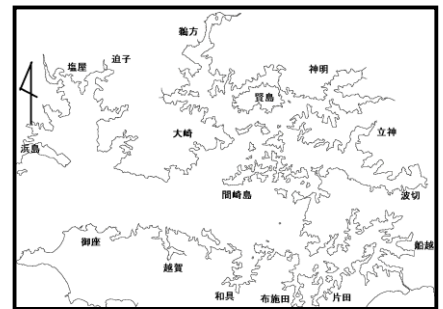 鵜方
迫子
塩屋
神明
賢島
大崎
立神
浜島
間崎島
波切
御座
船越
越賀
和具
布施田
片田